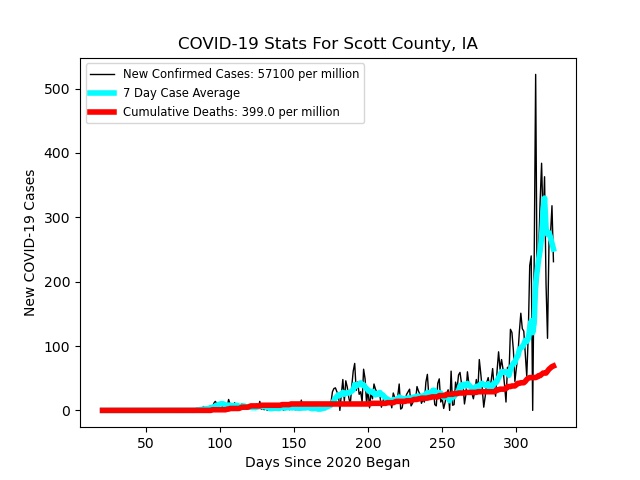 COVID-19 Stats For Scott County, IA
New Confirmed Cases: 57100 per million
7 Day Case Average
Cumulative Deaths: 399.0 per million
New COVID-19 Cases
500
400
300
200
100
0
50
100
150
200
250
300
Days Since 2020 Began